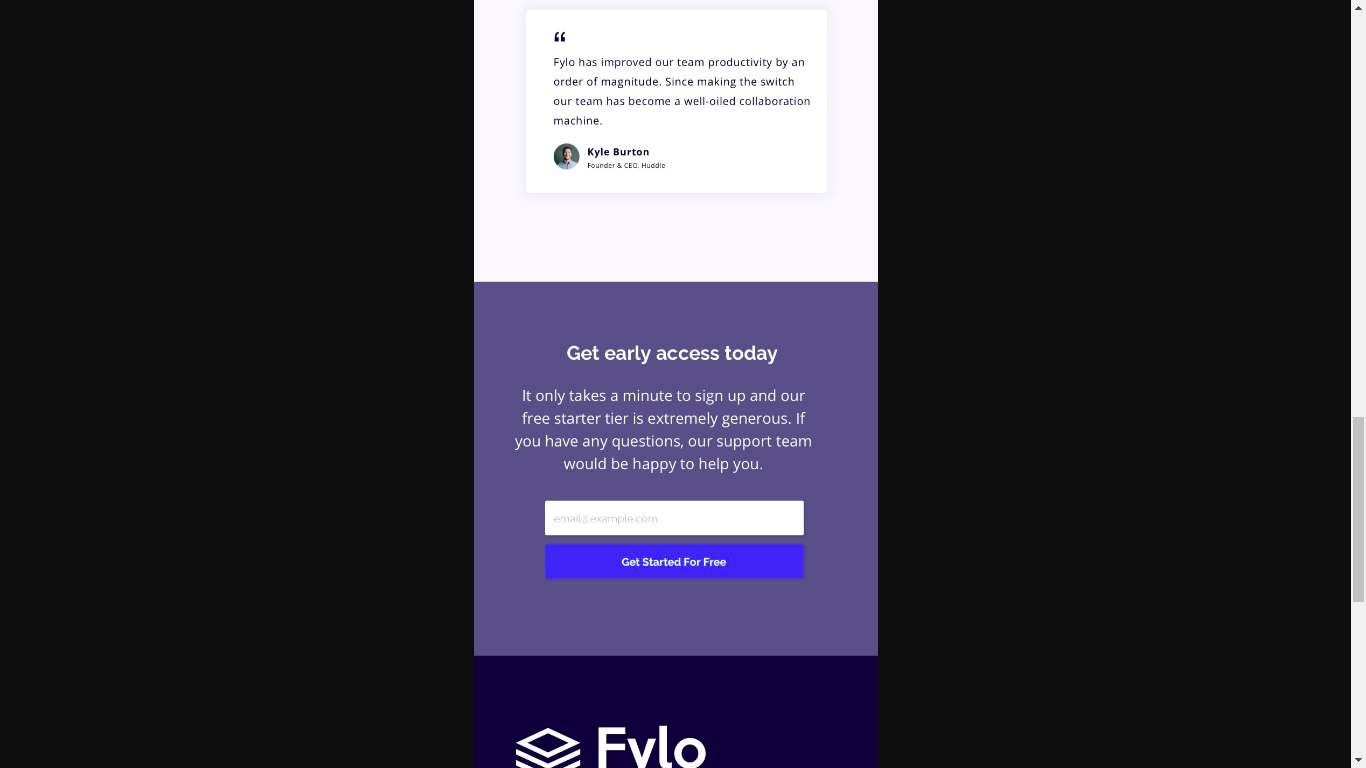 “
Fylo has improved our team productivity by an
order of magnitude. Since making the switch
our team has become a well-oiled collaboration
machine.
Kyle Burton
Founder & CEO, Huddle
Get early access today
It only takes a minute to sign up and our
free starter tier is extremely generous. If
you have any questions, our support team
would be happy to help you.
email@example.com
Get Started For Free
Fylo